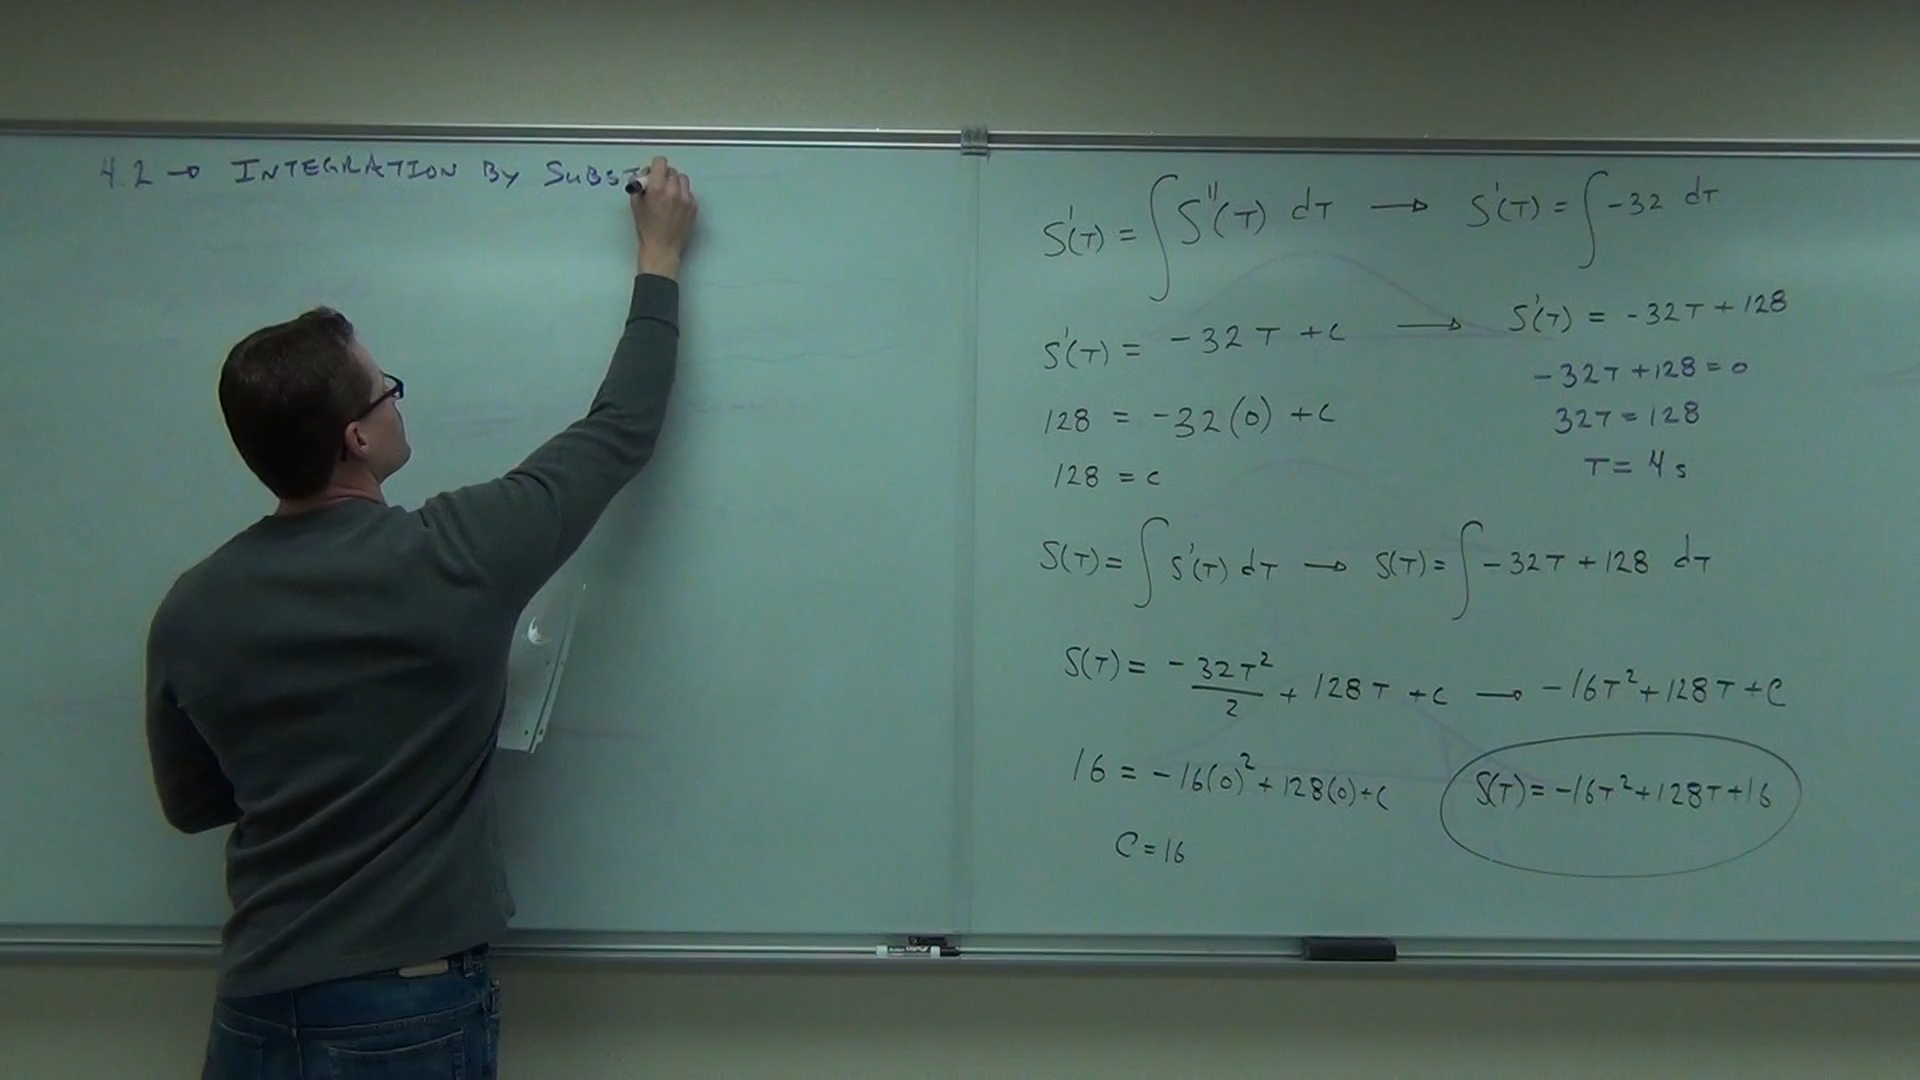 4.2 → INTEGRATION BY SUBST
S'(T) = ∫ S''(T) dT → S'(T) = ∫ -32 dT
S'(T) = -32T + C → S'(T) = -32T + 128
-32T + 128 = 0
128 = -32(0) + C
32T = 128
128 = C
T = 4 s
S(T) = ∫ S'(T) dT → S(T) = ∫ -32T + 128 dT
S(T) = -32T²/2 + 128T + C → -16T² + 128T + C
16 = -16(0)² + 128(0) + C
S(T) = -16T² + 128T + 16
C = 16